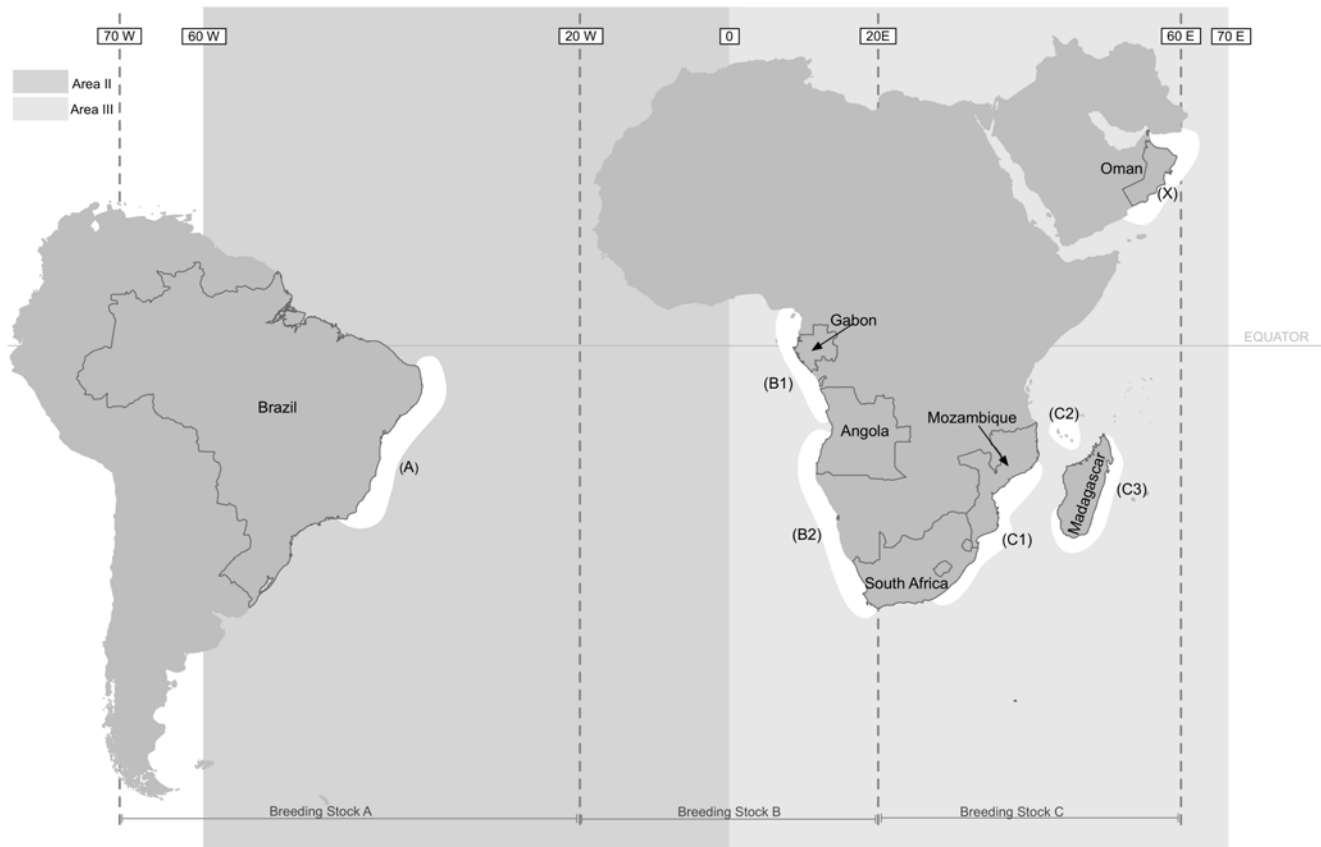 70 W
60 W
20 W
0
20E
60 E
70 E
Area II
Area III
Oman
(X)
Gabon
EQUATOR
(B1)
Brazil
Mozambique
(C2)
Angola
(A)
Madagascar
(C3)
(B2)
(C1)
South Africa
Breeding Stock A
Breeding Stock B
Breeding Stock C